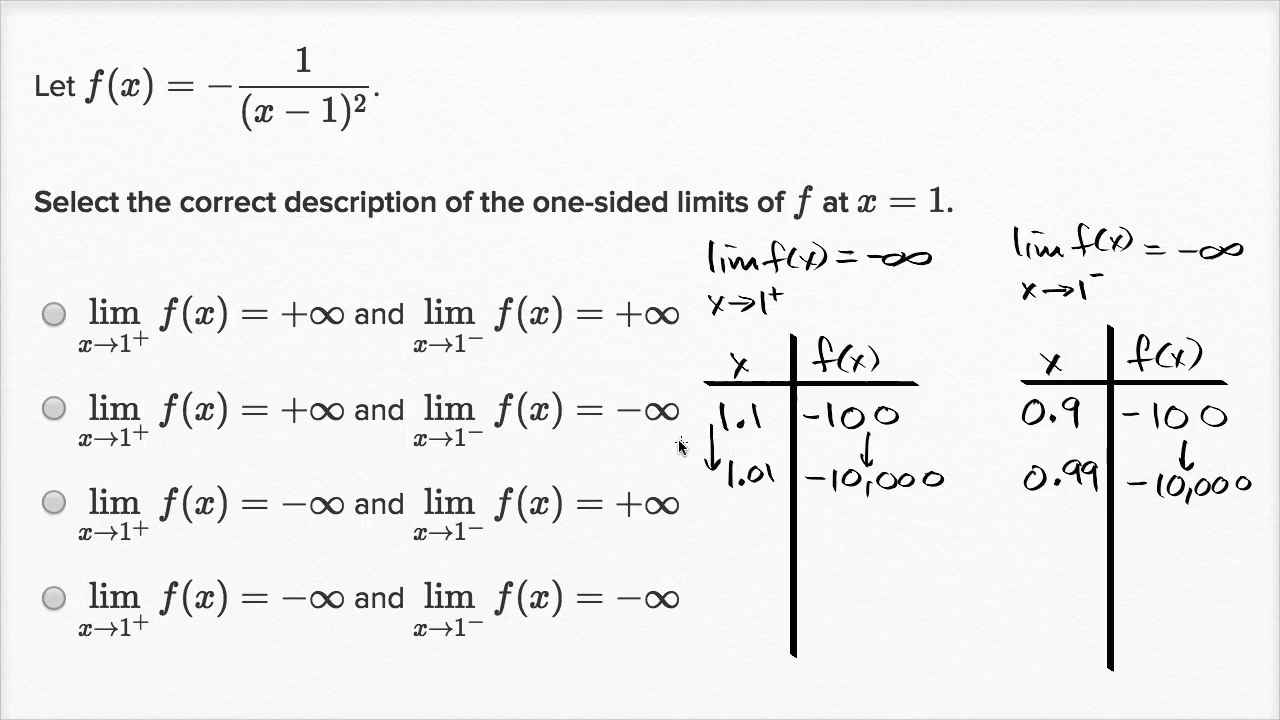 Let f(x) = −1/(x − 1)².
Select the correct description of the one-sided limits of f at x = 1.
lim x→1⁺ f(x) = +∞ and lim x→1⁻ f(x) = +∞
lim x→1⁺ f(x) = +∞ and lim x→1⁻ f(x) = −∞
lim x→1⁺ f(x) = −∞ and lim x→1⁻ f(x) = +∞
lim x→1⁺ f(x) = −∞ and lim x→1⁻ f(x) = −∞
lim f(x) = -∞
x→1⁺
x f(x)
1.1 -100
↓ ↓
1.01 -10,000
lim f(x) = -∞
x→1⁻
x f(x)
0.9 -100
↓
0.99 -10,000